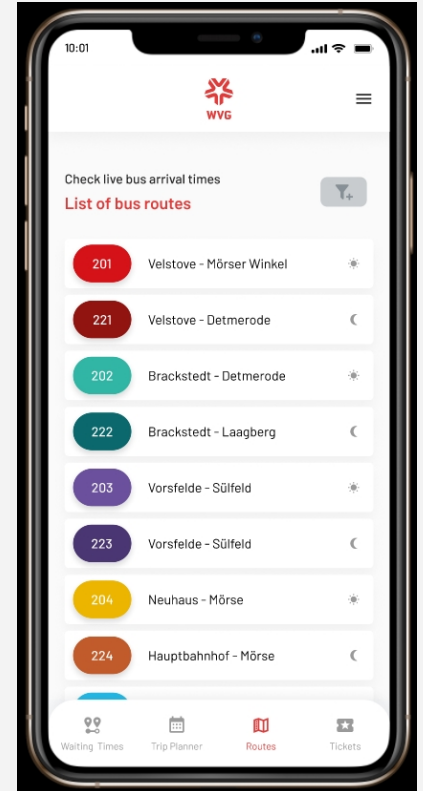 10:01
WVG
Check live bus arrival times
List of bus routes
201 Velstove - Mörser Winkel
221 Velstove - Detmerode
202 Brackstedt - Detmerode
222 Brackstedt - Laagberg
203 Vorsfelde - Sülfeld
223 Vorsfelde - Sülfeld
204 Neuhaus - Mörse
224 Hauptbahnhof - Mörse
Waiting Times Trip Planner Routes Tickets